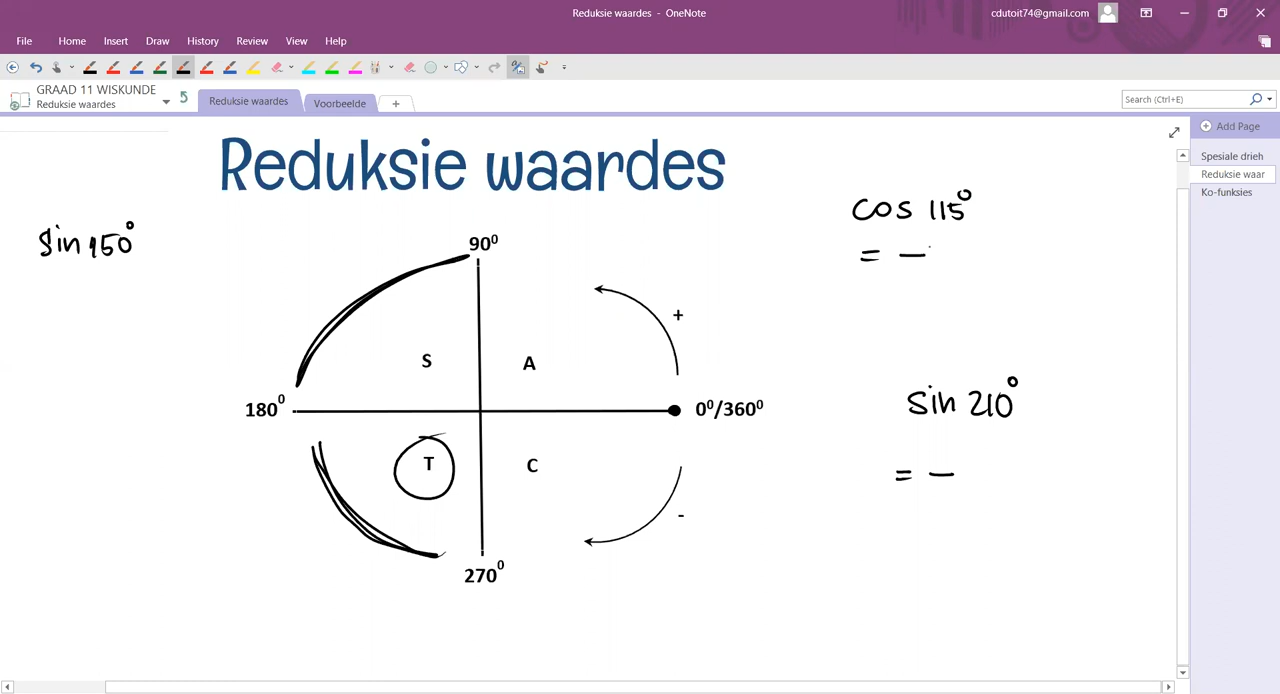 Reduksie waardes - OneNote
cdutoit74@gmail.com
File Home Insert Draw History Review View Help
GRAAD 11 WISKUNDE
Reduksie waardes
Reduksie waardes
Voorbeelde
Search (Ctrl+E)
Add Page
Spesiale drieh
Reduksie waar
Ko-funksies
Reduksie waardes
sin 150°
90⁰
cos 115°
= –
+
S
A
180⁰
0⁰/360⁰
sin 210°
= –
T
C
-
270⁰